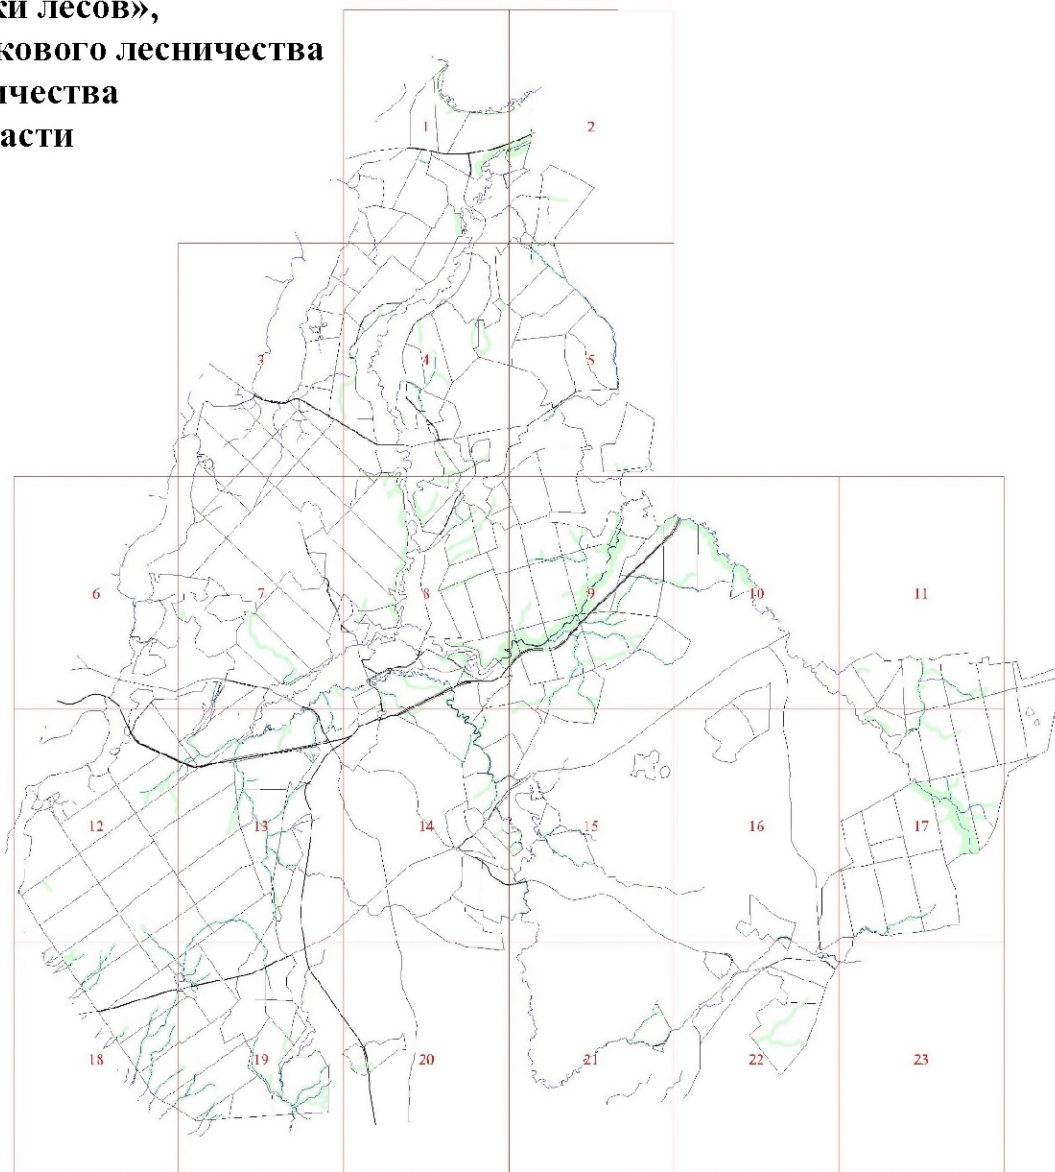 ки лесов»,
кового лесничества
ичества
асти
1 2
3 4 5
6 7 8 9 10 11
12 13 14 15 16 17
18 19 20 21 22 23